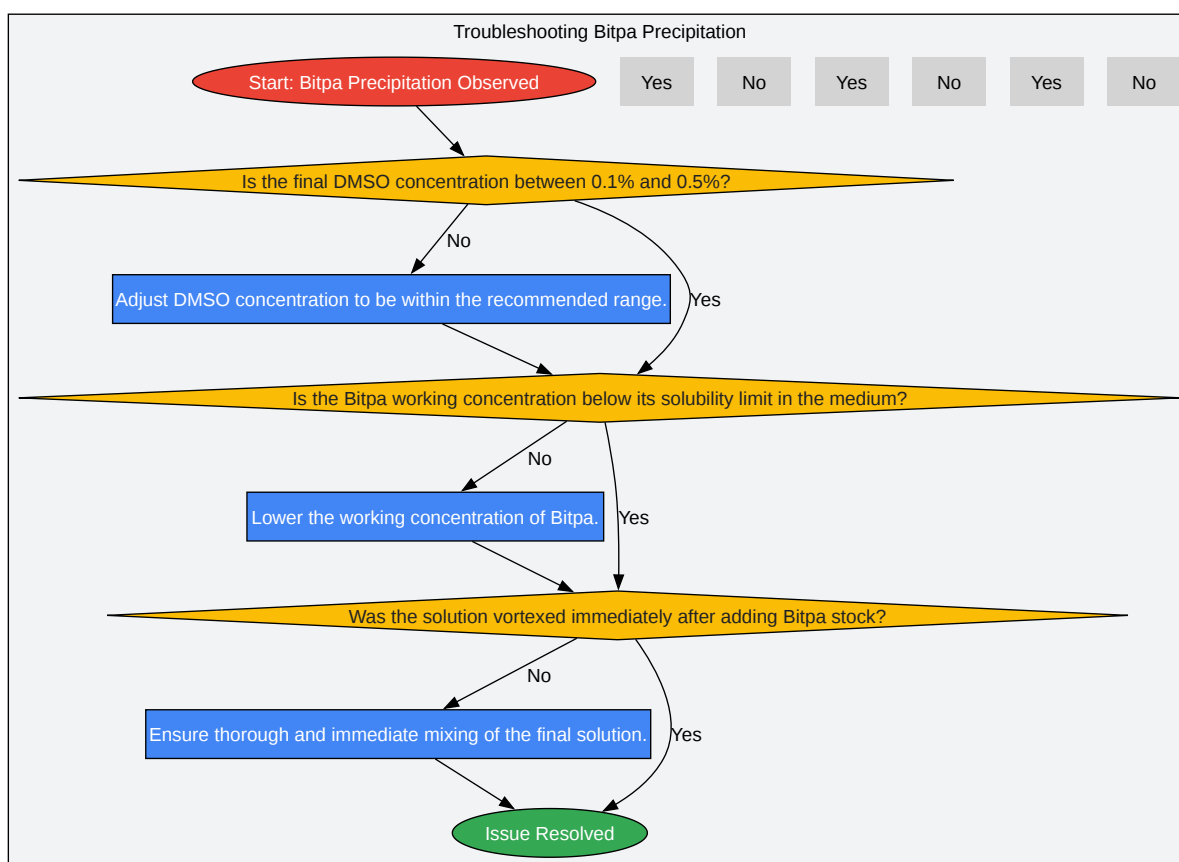 Troubleshooting Bitpa Precipitation
Start: Bitpa Precipitation Observed
Yes
No
Yes
No
Yes
No
Is the final DMSO concentration between 0.1% and 0.5%?
No
Adjust DMSO concentration to be within the recommended range.
Yes
Is the Bitpa working concentration below its solubility limit in the medium?
No
Lower the working concentration of Bitpa.
Yes
Was the solution vortexed immediately after adding Bitpa stock?
No
Ensure thorough and immediate mixing of the final solution.
Yes
Issue Resolved